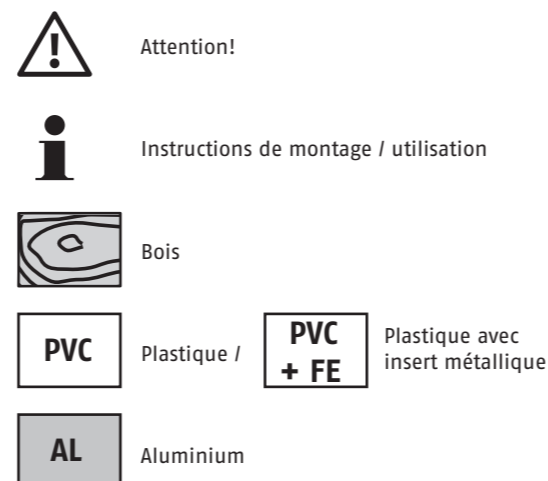 Attention!
Instructions de montage / utilisation
Bois
PVC
Plastique /
PVC
+ FE
Plastique avec
insert métallique
AL
Aluminium